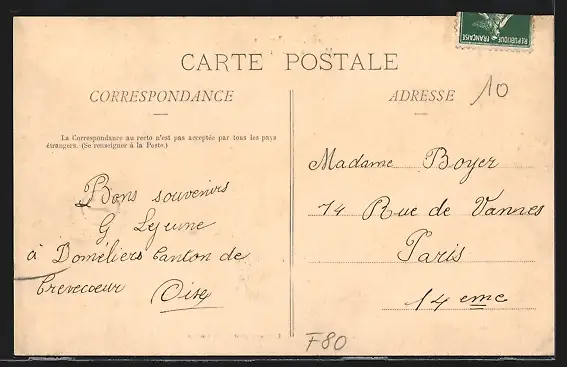 REPUBLIQUE FRANÇAISE
CARTE POSTALE
CORRESPONDANCE
La Correspondance au recto n'est pas acceptée par tous les pays
étrangers. (Se renseigner à la Poste.)
Bons souvenirs
G Lejeune
à Doméliers Canton de
Crevecoeur Oise
ADRESSE
10
Madame Boyer
74 Rue de Vannes
Paris
14 eme
F80